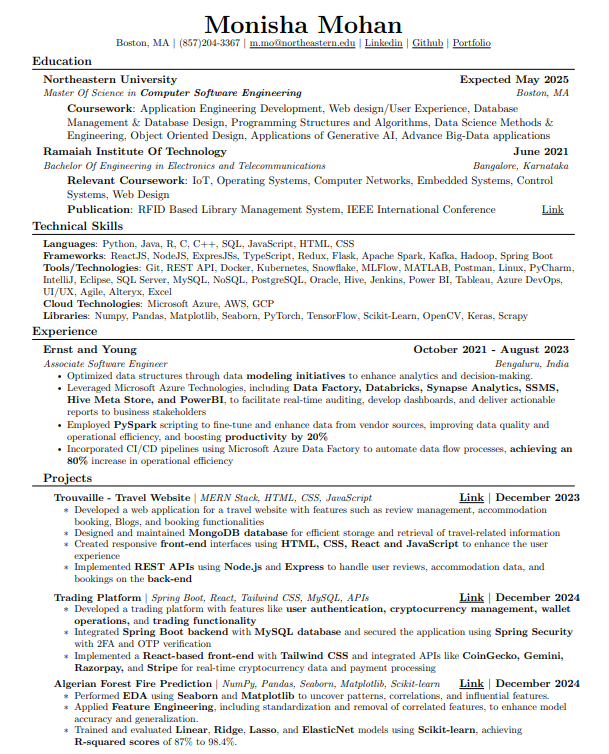 Monisha Mohan
Boston, MA | (857)204-3367 | m.mo@northeastern.edu | Linkedin | Github | Portfolio
Education
Northeastern University Expected May 2025
Master Of Science in Computer Software Engineering Boston, MA
Coursework: Application Engineering Development, Web design/User Experience, Database
Management & Database Design, Programming Structures and Algorithms, Data Science Methods &
Engineering, Object Oriented Design, Applications of Generative AI, Advance Big-Data applications
Ramaiah Institute Of Technology June 2021
Bachelor Of Engineering in Electronics and Telecommunications Bangalore, Karnataka
Relevant Coursework: IoT, Operating Systems, Computer Networks, Embedded Systems, Control
Systems, Web Design
Publication: RFID Based Library Management System, IEEE International Conference Link
Technical Skills
Languages: Python, Java, R, C, C++, SQL, JavaScript, HTML, CSS
Frameworks: ReactJS, NodeJS, ExpresJSs, TypeScript, Redux, Flask, Apache Spark, Kafka, Hadoop, Spring Boot
Tools/Technologies: Git, REST API, Docker, Kubernetes, Snowflake, MLFlow, MATLAB, Postman, Linux, PyCharm,
IntelliJ, Eclipse, SQL Server, MySQL, NoSQL, PostgreSQL, Oracle, Hive, Jenkins, Power BI, Tableau, Azure DevOps,
UI/UX, Agile, Alteryx, Excel
Cloud Technologies: Microsoft Azure, AWS, GCP
Libraries: Numpy, Pandas, Matplotlib, Seaborn, PyTorch, TensorFlow, Scikit-Learn, OpenCV, Keras, Scrapy
Experience
Ernst and Young October 2021 - August 2023
Associate Software Engineer Bengaluru, India
• Optimized data structures through data modeling initiatives to enhance analytics and decision-making.
• Leveraged Microsoft Azure Technologies, including Data Factory, Databricks, Synapse Analytics, SSMS,
Hive Meta Store, and PowerBI, to facilitate real-time auditing, develop dashboards, and deliver actionable
reports to business stakeholders
• Employed PySpark scripting to fine-tune and enhance data from vendor sources, improving data quality and
operational efficiency, and boosting productivity by 20%
• Incorporated CI/CD pipelines using Microsoft Azure Data Factory to automate data flow processes, achieving an
80% increase in operational efficiency
Projects
Trouvaille - Travel Website | MERN Stack, HTML, CSS, JavaScript Link | December 2023
* Developed a web application for a travel website with features such as review management, accommodation
booking, Blogs, and booking functionalities
* Designed and maintained MongoDB database for efficient storage and retrieval of travel-related information
* Created responsive front-end interfaces using HTML, CSS, React and JavaScript to enhance the user
experience
* Implemented REST APIs using Node.js and Express to handle user reviews, accommodation data, and
bookings on the back-end
Trading Platform | Spring Boot, React, Tailwind CSS, MySQL, APIs Link | December 2024
* Developed a trading platform with features like user authentication, cryptocurrency management, wallet
operations, and trading functionality
* Integrated Spring Boot backend with MySQL database and secured the application using Spring Security
with 2FA and OTP verification
* Implemented a React-based front-end with Tailwind CSS and integrated APIs like CoinGecko, Gemini,
Razorpay, and Stripe for real-time cryptocurrency data and payment processing
Algerian Forest Fire Prediction | NumPy, Pandas, Seaborn, Matplotlib, Scikit-learn Link | December 2024
* Performed EDA using Seaborn and Matplotlib to uncover patterns, correlations, and influential features.
* Applied Feature Engineering, including standardization and removal of correlated features, to enhance model
accuracy and generalization.
* Trained and evaluated Linear, Ridge, Lasso, and ElasticNet models using Scikit-learn, achieving
R-squared scores of 87% to 98.4%.